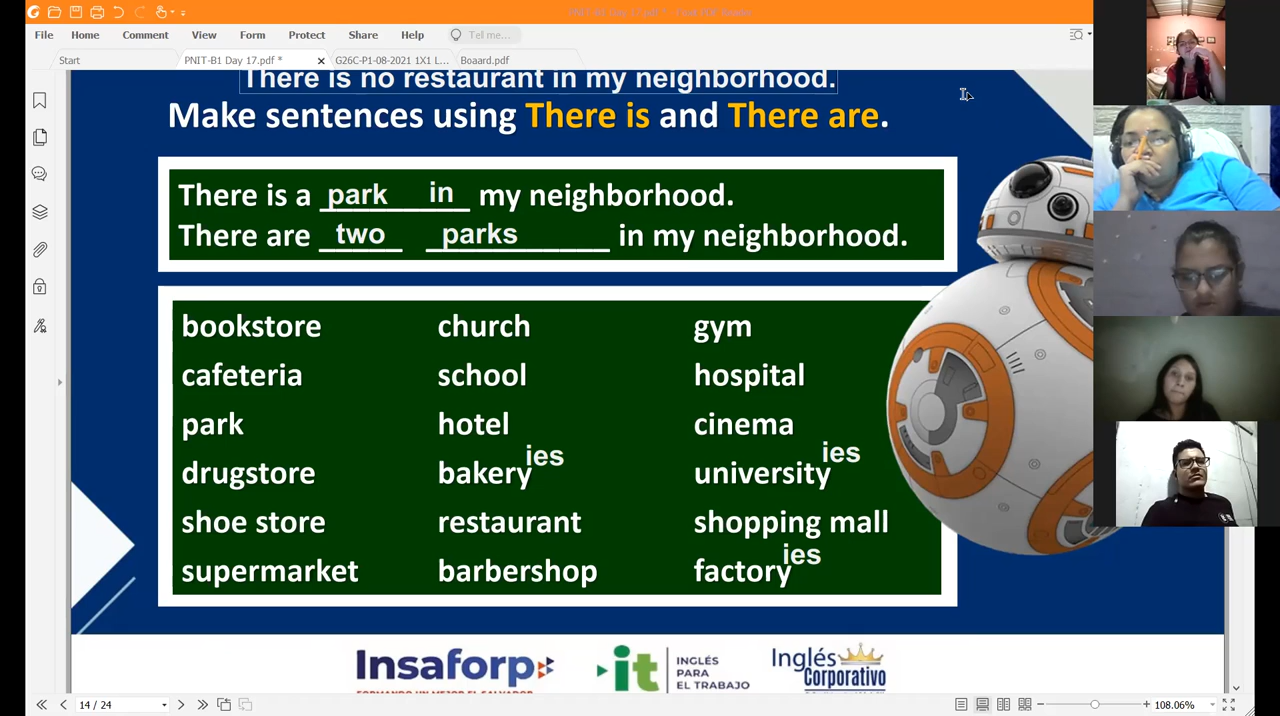 File Home Comment View Form Protect Share Help Tell me...
Start PNIT-B1 Day 17.pdf * G26C-P1-08-2021 1X1 L... Boaard.pdf
There is no restaurant in my neighborhood.
Make sentences using There is and There are.
There is a park in my neighborhood.
There are two parks in my neighborhood.
bookstore church gym
cafeteria school hospital
park hotel cinema
drugstore bakery ies university ies
shoe store restaurant shopping mall
supermarket barbershop factory ies
Insaforp
FORMANDO UN MEJOR EL SALVADOR
it INGLÉS
PARA
EL TRABAJO
Inglés
Corporativo
14 / 24 108.06%